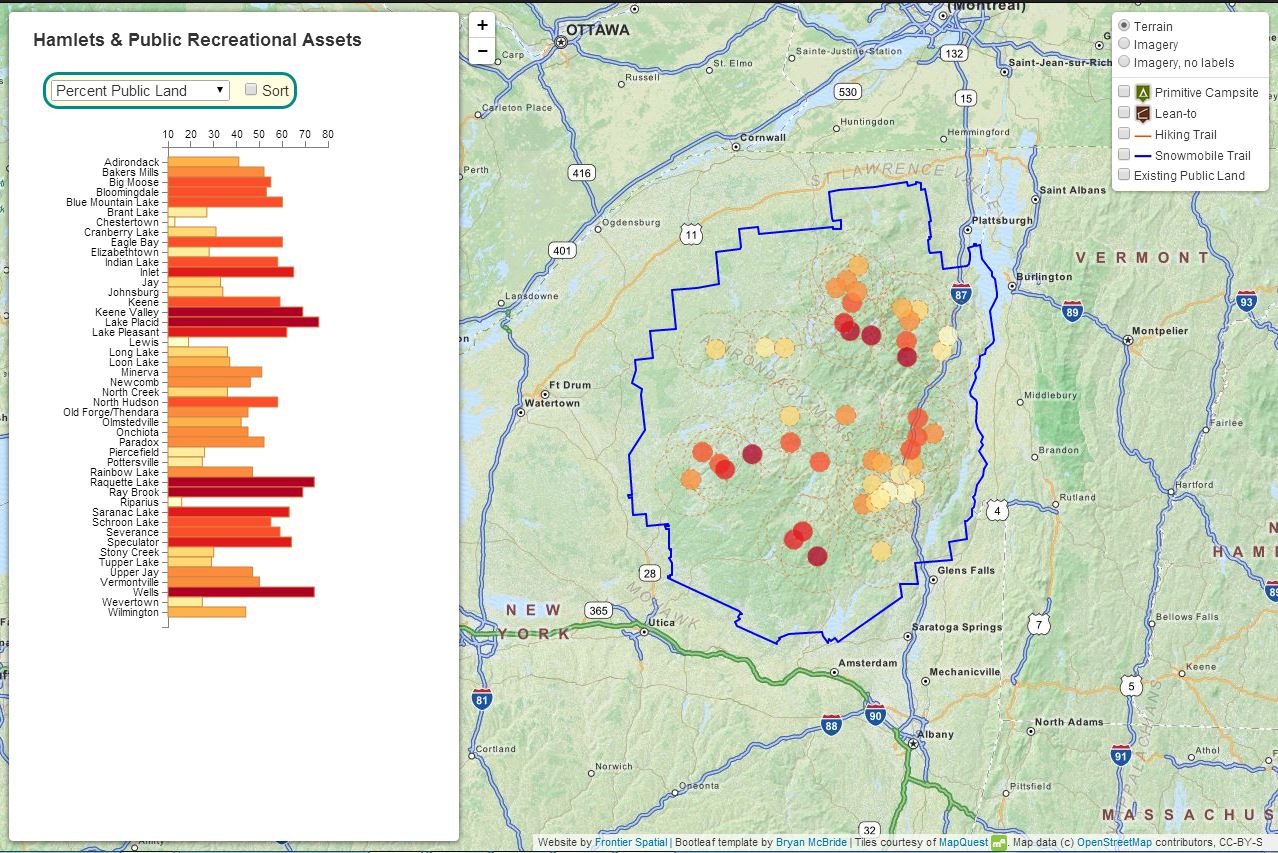 Hamlets & Public Recreational Assets
Percent Public Land
Sort
10 20 30 40 50 60 70 80
Adirondack
Bakers Mills
Big Moose
Bloomingdale
Blue Mountain Lake
Brant Lake
Chestertown
Cranberry Lake
Eagle Bay
Elizabethtown
Indian Lake
Inlet
Jay
Johnsburg
Keene
Keene Valley
Lake Placid
Lake Pleasant
Lewis
Long Lake
Loon Lake
Minerva
Newcomb
North Creek
North Hudson
Old Forge/Thendara
Olmstedville
Onchiota
Paradox
Piercefield
Pottersville
Rainbow Lake
Raquette Lake
Ray Brook
Riparius
Saranac Lake
Schroon Lake
Severance
Speculator
Stony Creek
Tupper Lake
Upper Jay
Vermontville
Wells
Wevertown
Wilmington
+
−
Terrain
Imagery
Imagery, no labels
Primitive Campsite
Lean-to
Hiking Trail
Snowmobile Trail
Existing Public Land
(Montreal)
OTTAWA
Carp
St. Elmo
Sainte-Justine-Station
132
Saint-Jean-sur-Rich
Russell
530
15
Carleton Place
Huntingdon
Hemmingford
Cornwall
Perth
416
ST LAWRENCE VALLE
Saint Albans
Ogdensburg
11
Plattsburgh
401
VERMONT
Burlington
87
Lansdowne
89
93
Montpelier
on
ADIRONDACK MTS
Ft Drum
Watertown
Middlebury
Fairlee
Brandon
Hartford
Rutland
4
N
HAMP
28
Glens Falls
89
NEW
YORK
365
MOHAWK
Utica
7
Bellows Falls
Saratoga Springs
Amsterdam
Keene
Mechanicville
5
81
88
90
North Adams
Albany
Cortland
91
Athol
Norwich
APPALACHIANS
Oneonta
Pittsfield
MASSACHUS
32
Website by Frontier Spatial | Bootleaf template by Bryan McBride | Tiles courtesy of MapQuest . Map data (c) OpenStreetMap contributors, CC-BY-S